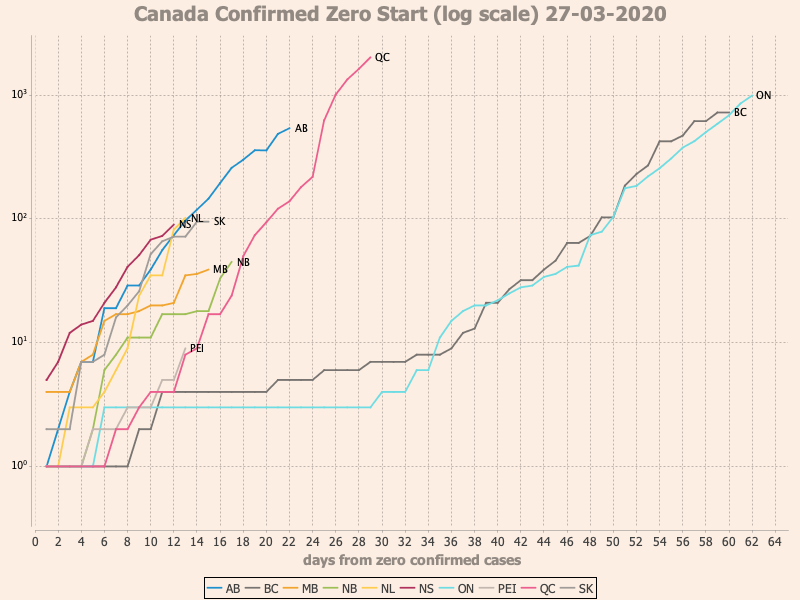 Canada Confirmed Zero Start (log scale) 27-03-2020
QC
10³
ON
BC
AB
10²
NL
NS
SK
NB
MB
10¹
PEI
10⁰
0 2 4 6 8 10 12 14 16 18 20 22 24 26 28 30 32 34 36 38 40 42 44 46 48 50 52 54 56 58 60 62 64
days from zero confirmed cases
AB BC MB NB NL NS ON PEI QC SK